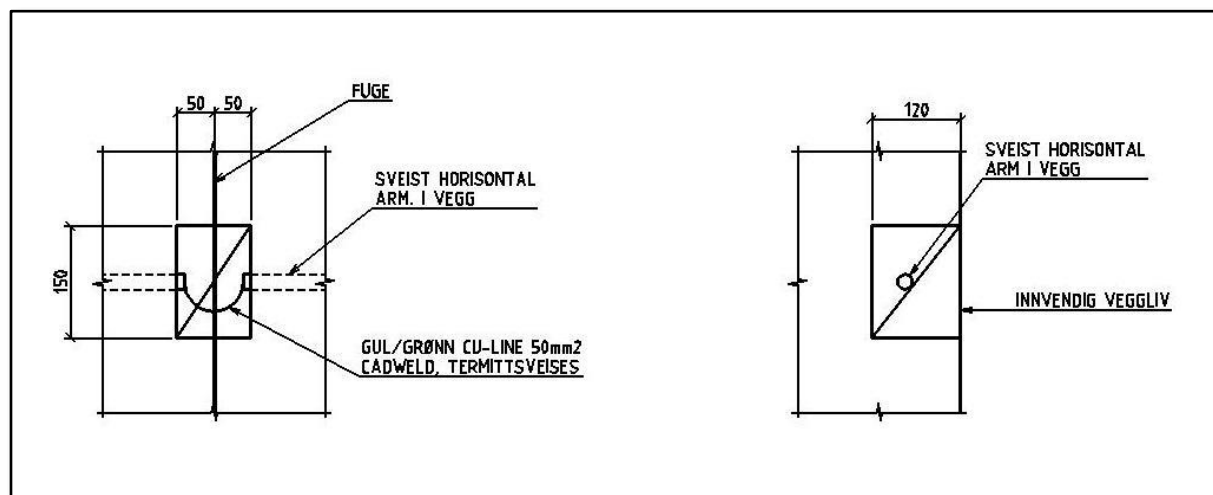 50 50
FUGE
SVEIST HORISONTAL
ARM. I VEGG
150
GUL/GRØNN CU-LINE 50mm2
CADWELD, TERMITTSVEISES
120
SVEIST HORISONTAL
ARM I VEGG
INNVENDIG VEGGLIV